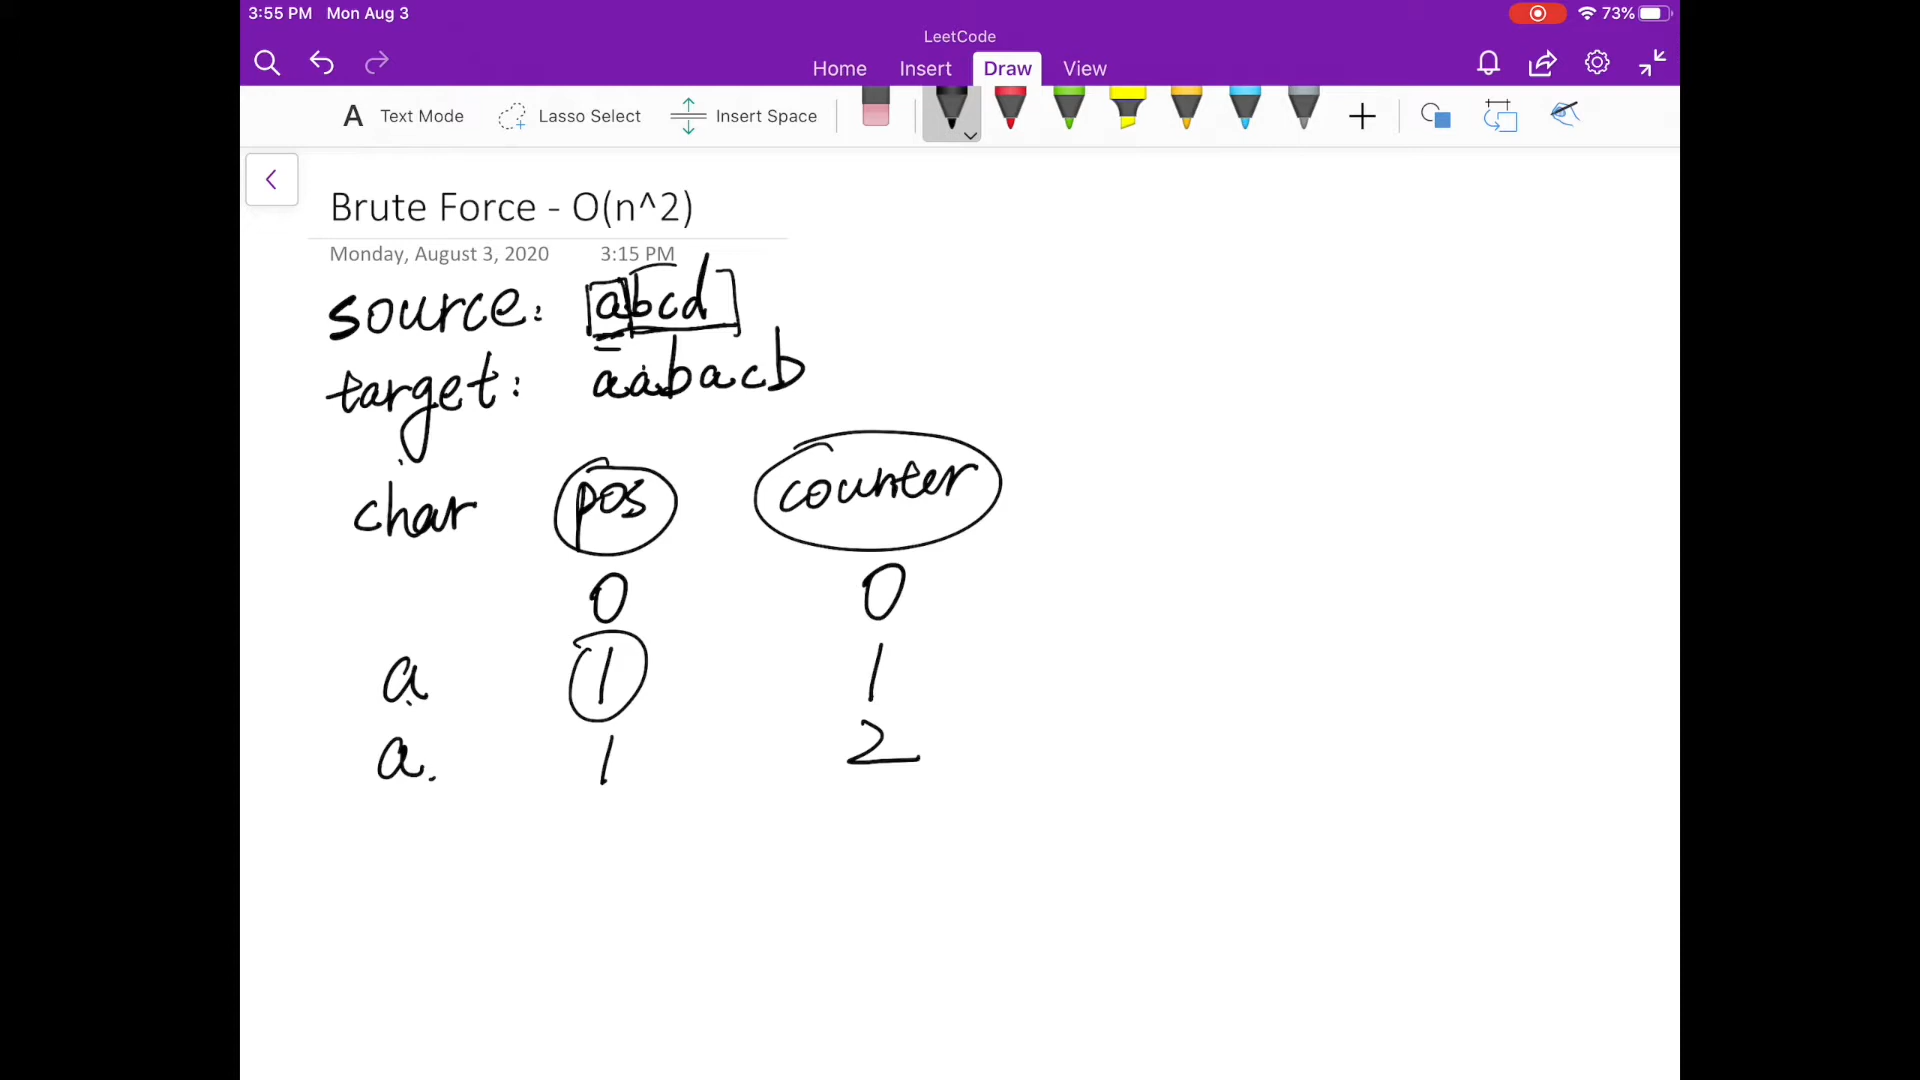 3:55 PM Mon Aug 3 73%
LeetCode
Home Insert Draw View
A Text Mode Lasso Select Insert Space
Brute Force - O(n^2)
Monday, August 3, 2020 3:15 PM
source: abcd
target: aabacb
char pos counter
0 0
a 1 1
a. 1 2